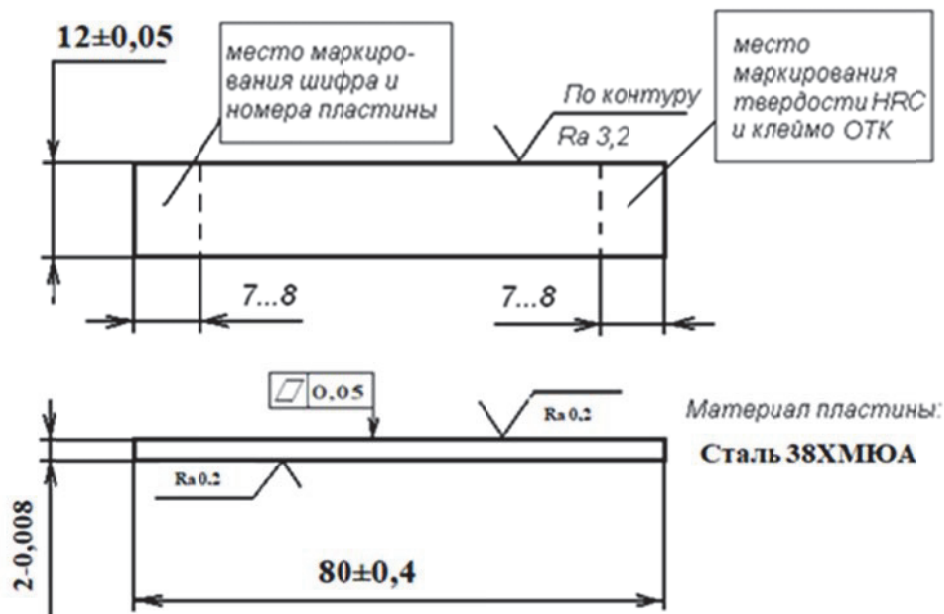 12±0,05
место маркиро-
вания шифра и
номера пластины
По контуру
Ra 3,2
место
маркирования
твердости HRC
и клеймо ОТК
7...8
7...8
0,05
Ra 0.2
Ra 0.2
Материал пластины:
Сталь 38ХМЮА
2-0,008
80±0,4